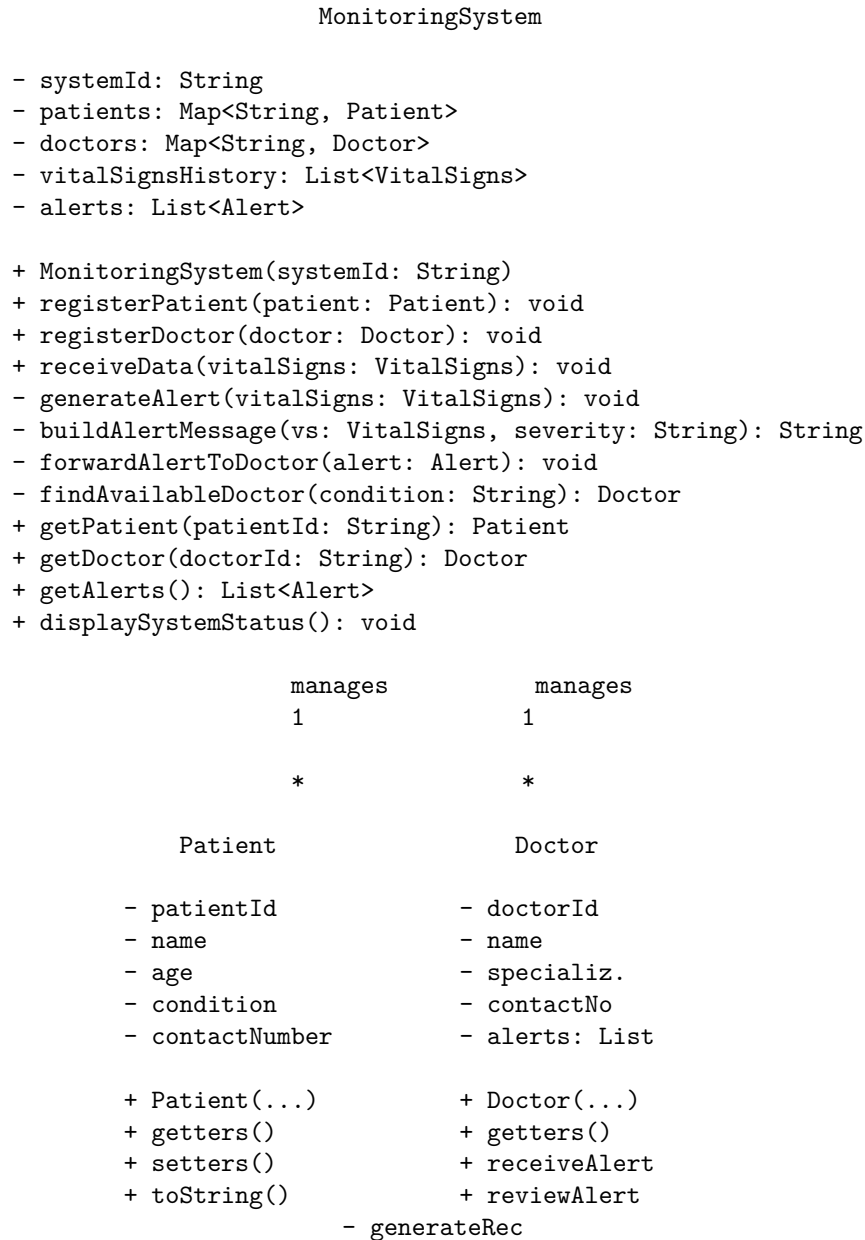 MonitoringSystem
- systemId: String
- patients: Map<String, Patient>
- doctors: Map<String, Doctor>
- vitalSignsHistory: List<VitalSigns>
- alerts: List<Alert>
+ MonitoringSystem(systemId: String)
+ registerPatient(patient: Patient): void
+ registerDoctor(doctor: Doctor): void
+ receiveData(vitalSigns: VitalSigns): void
- generateAlert(vitalSigns: VitalSigns): void
- buildAlertMessage(vs: VitalSigns, severity: String): String
- forwardAlertToDoctor(alert: Alert): void
- findAvailableDoctor(condition: String): Doctor
+ getPatient(patientId: String): Patient
+ getDoctor(doctorId: String): Doctor
+ getAlerts(): List<Alert>
+ displaySystemStatus(): void
manages manages
1 1
* *
Patient Doctor
- patientId - doctorId
- name - name
- age - specializ.
- condition - contactNo
- contactNumber - alerts: List
+ Patient(...) + Doctor(...)
+ getters() + getters()
+ setters() + receiveAlert
+ toString() + reviewAlert
- generateRec